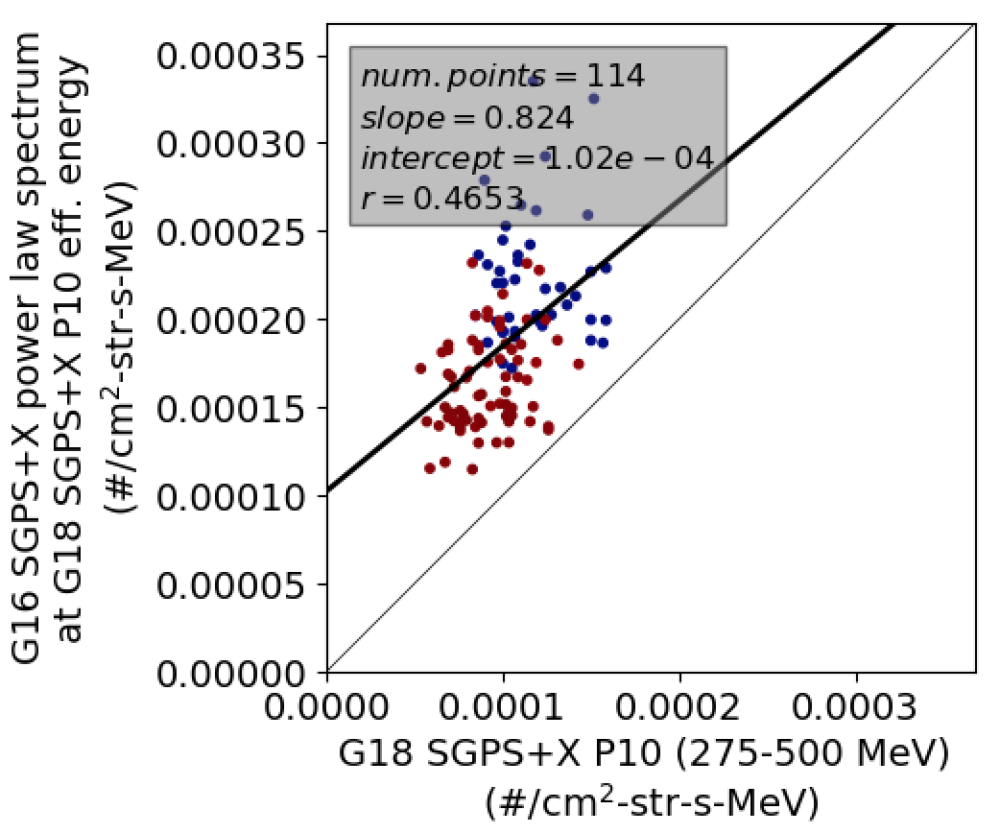 G16 SGPS+X power law spectrum
at G18 SGPS+X P10 eff. energy
(#/cm²-str-s-MeV)
0.00035
0.00030
0.00025
0.00020
0.00015
0.00010
0.00005
0.00000
num. points = 114
slope = 0.824
intercept = 1.02e − 04
r = 0.4653
0.0000 0.0001 0.0002 0.0003
G18 SGPS+X P10 (275-500 MeV)
(#/cm²-str-s-MeV)